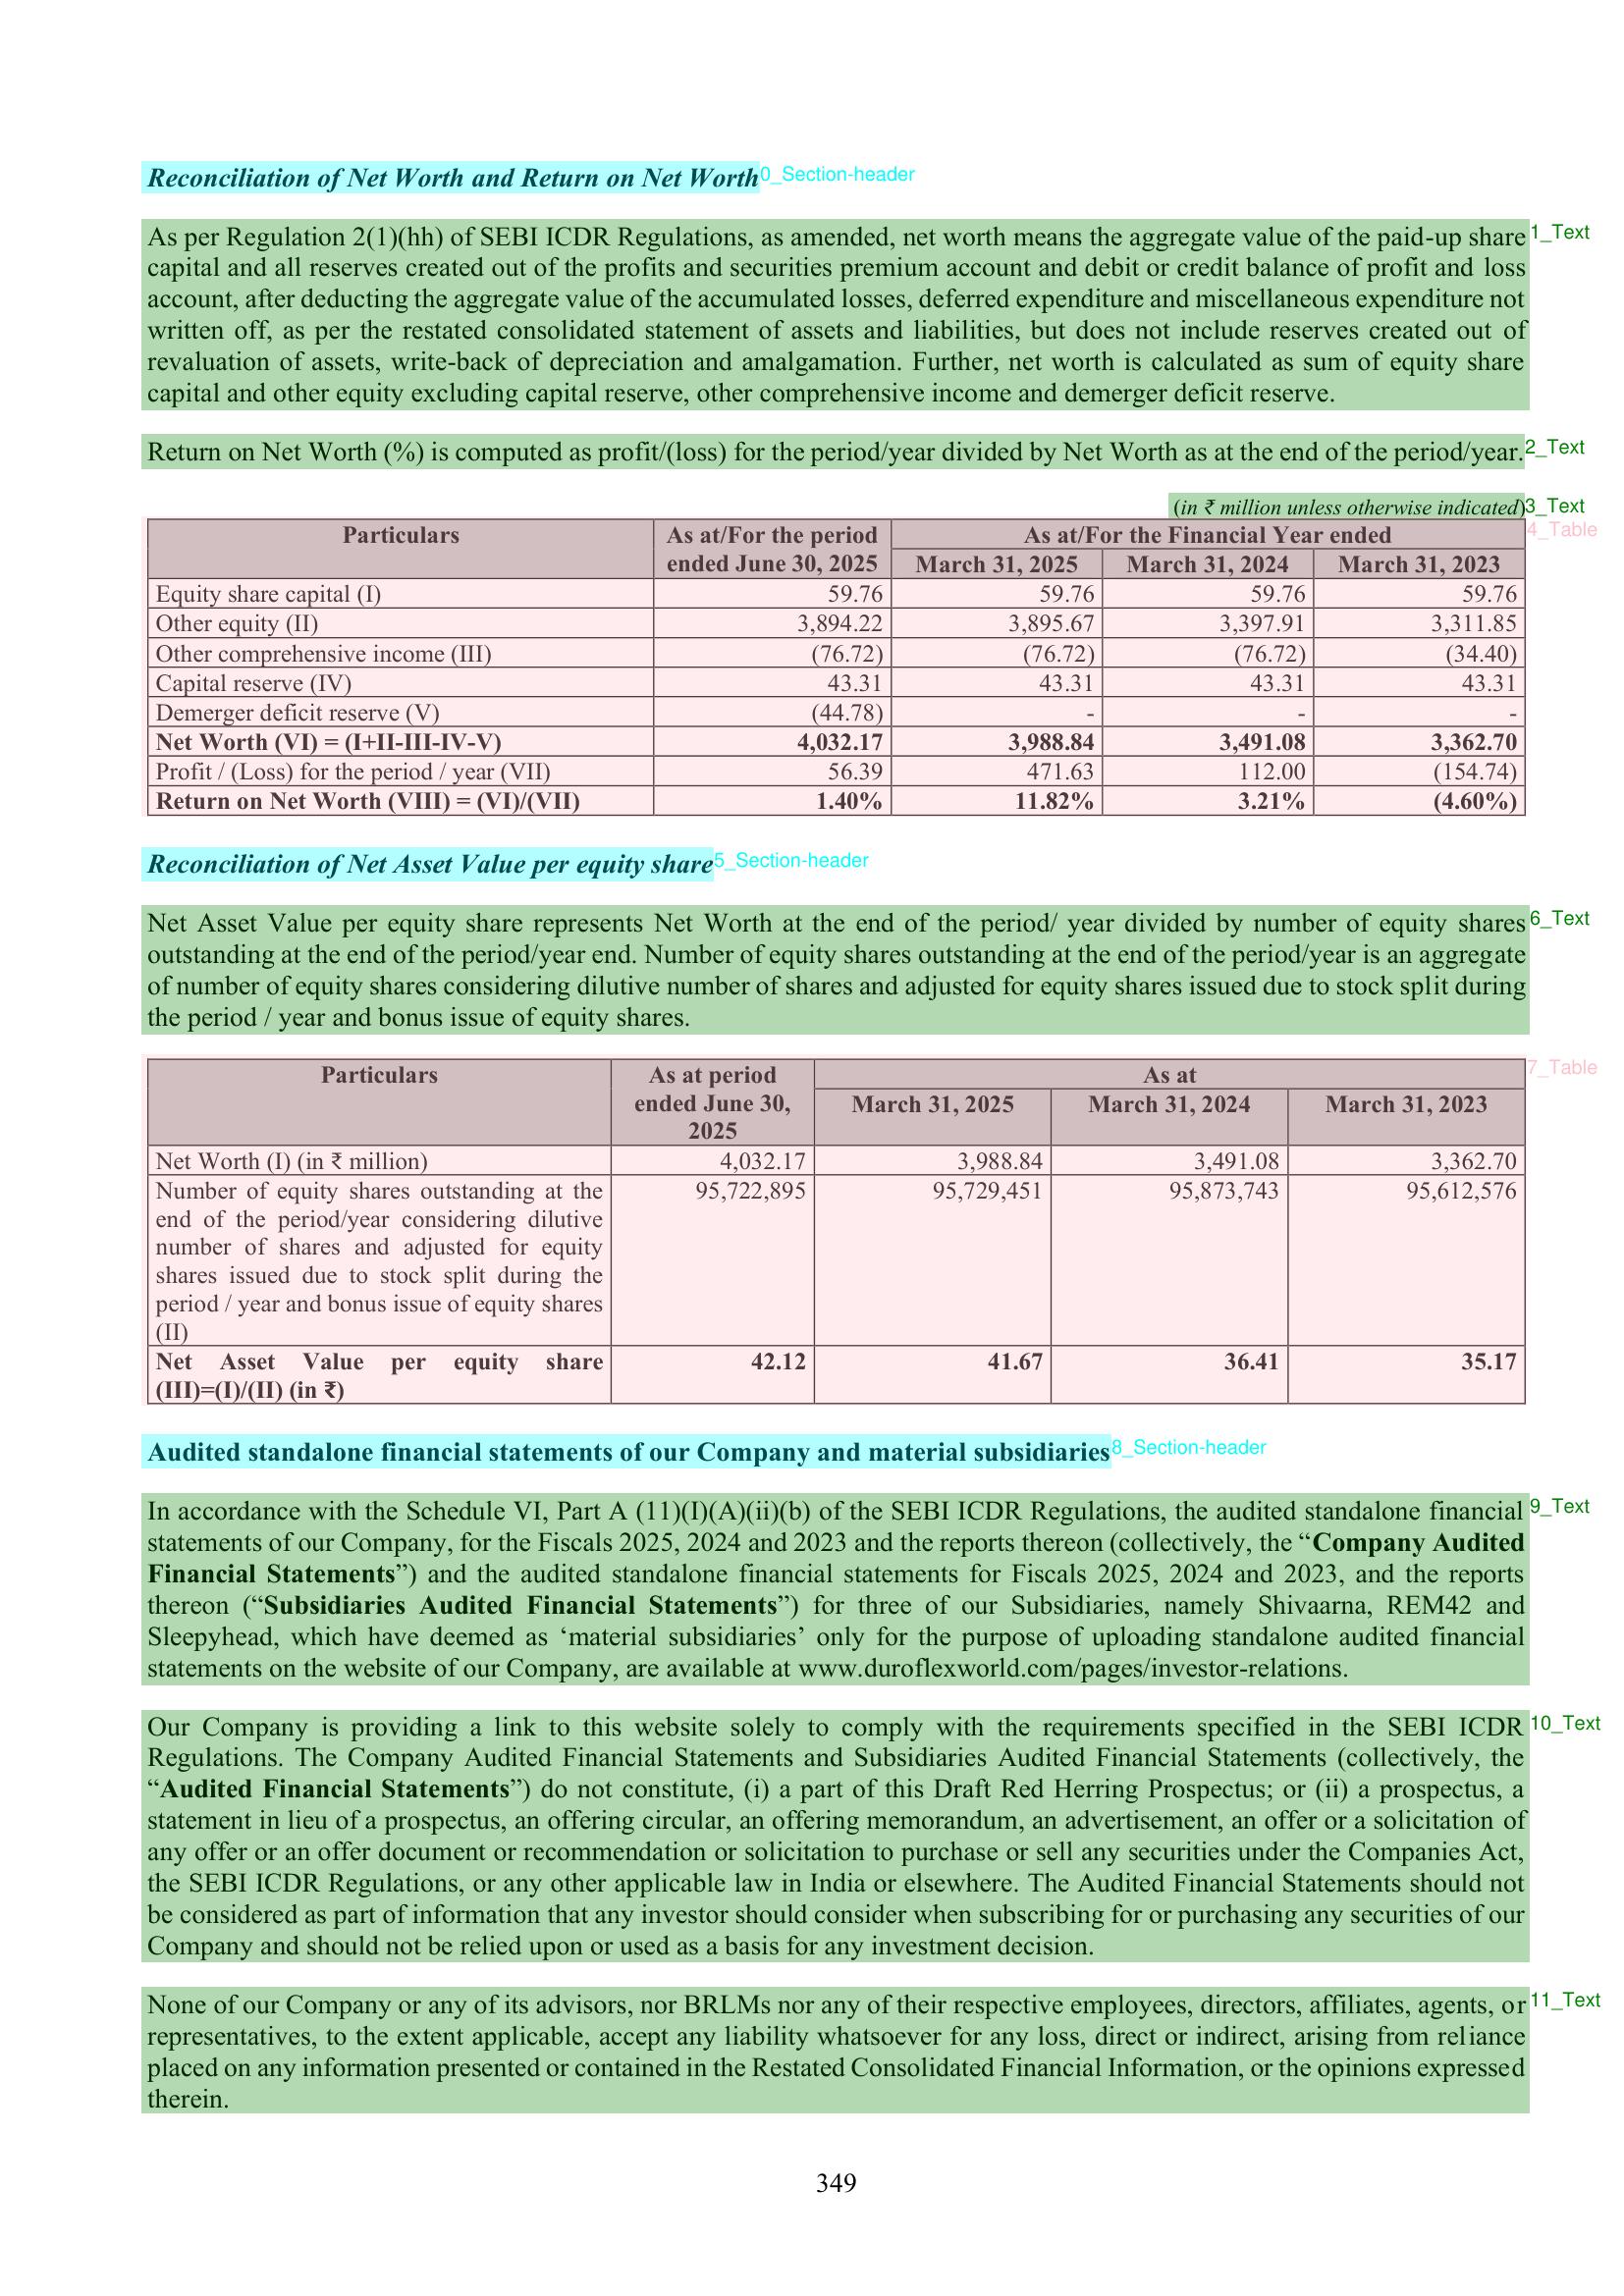 Reconciliation of Net Worth and Return on Net Worth
0_Section-header
As per Regulation 2(1)(hh) of SEBI ICDR Regulations, as amended, net worth means the aggregate value of the paid-up share
1_Text
capital and all reserves created out of the profits and securities premium account and debit or credit balance of profit and loss
account, after deducting the aggregate value of the accumulated losses, deferred expenditure and miscellaneous expenditure not
written off, as per the restated consolidated statement of assets and liabilities, but does not include reserves created out of
revaluation of assets, write-back of depreciation and amalgamation. Further, net worth is calculated as sum of equity share
capital and other equity excluding capital reserve, other comprehensive income and demerger deficit reserve.
Return on Net Worth (%) is computed as profit/(loss) for the period/year divided by Net Worth as at the end of the period/year.
2_Text
(in ₹ million unless otherwise indicated)
3_Text
4_Table
Particulars As at/For the period As at/For the Financial Year ended
ended June 30, 2025 March 31, 2025 March 31, 2024 March 31, 2023
Equity share capital (I) 59.76 59.76 59.76 59.76
Other equity (II) 3,894.22 3,895.67 3,397.91 3,311.85
Other comprehensive income (III) (76.72) (76.72) (76.72) (34.40)
Capital reserve (IV) 43.31 43.31 43.31 43.31
Demerger deficit reserve (V) (44.78) - - -
Net Worth (VI) = (I+II-III-IV-V) 4,032.17 3,988.84 3,491.08 3,362.70
Profit / (Loss) for the period / year (VII) 56.39 471.63 112.00 (154.74)
Return on Net Worth (VIII) = (VI)/(VII) 1.40% 11.82% 3.21% (4.60%)
Reconciliation of Net Asset Value per equity share
5_Section-header
Net Asset Value per equity share represents Net Worth at the end of the period/ year divided by number of equity shares
6_Text
outstanding at the end of the period/year end. Number of equity shares outstanding at the end of the period/year is an aggregate
of number of equity shares considering dilutive number of shares and adjusted for equity shares issued due to stock split during
the period / year and bonus issue of equity shares.
7_Table
Particulars As at period As at
ended June 30, March 31, 2025 March 31, 2024 March 31, 2023
2025
Net Worth (I) (in ₹ million) 4,032.17 3,988.84 3,491.08 3,362.70
Number of equity shares outstanding at the 95,722,895 95,729,451 95,873,743 95,612,576
end of the period/year considering dilutive
number of shares and adjusted for equity
shares issued due to stock split during the
period / year and bonus issue of equity shares
(II)
Net Asset Value per equity share 42.12 41.67 36.41 35.17
(III)=(I)/(II) (in ₹)
Audited standalone financial statements of our Company and material subsidiaries
8_Section-header
In accordance with the Schedule VI, Part A (11)(I)(A)(ii)(b) of the SEBI ICDR Regulations, the audited standalone financial
9_Text
statements of our Company, for the Fiscals 2025, 2024 and 2023 and the reports thereon (collectively, the “Company Audited
Financial Statements”) and the audited standalone financial statements for Fiscals 2025, 2024 and 2023, and the reports
thereon (“Subsidiaries Audited Financial Statements”) for three of our Subsidiaries, namely Shivaarna, REM42 and
Sleepyhead, which have deemed as ‘material subsidiaries’ only for the purpose of uploading standalone audited financial
statements on the website of our Company, are available at www.duroflexworld.com/pages/investor-relations.
Our Company is providing a link to this website solely to comply with the requirements specified in the SEBI ICDR
10_Text
Regulations. The Company Audited Financial Statements and Subsidiaries Audited Financial Statements (collectively, the
“Audited Financial Statements”) do not constitute, (i) a part of this Draft Red Herring Prospectus; or (ii) a prospectus, a
statement in lieu of a prospectus, an offering circular, an offering memorandum, an advertisement, an offer or a solicitation of
any offer or an offer document or recommendation or solicitation to purchase or sell any securities under the Companies Act,
the SEBI ICDR Regulations, or any other applicable law in India or elsewhere. The Audited Financial Statements should not
be considered as part of information that any investor should consider when subscribing for or purchasing any securities of our
Company and should not be relied upon or used as a basis for any investment decision.
None of our Company or any of its advisors, nor BRLMs nor any of their respective employees, directors, affiliates, agents, or
11_Text
representatives, to the extent applicable, accept any liability whatsoever for any loss, direct or indirect, arising from reliance
placed on any information presented or contained in the Restated Consolidated Financial Information, or the opinions expressed
therein.
349